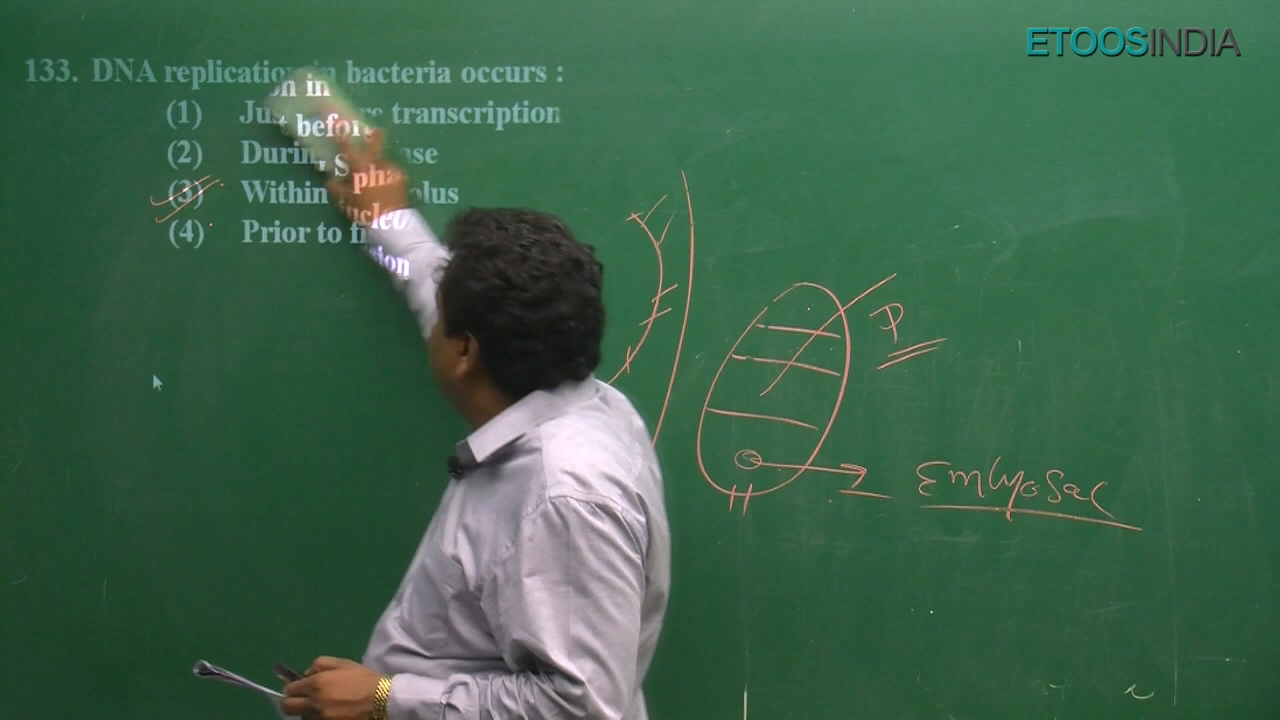 ETOOSINDIA
133. DNA replication in bacteria occurs :
(1) Just before transcription
(2) During S phase
(3) Within nucleolus
(4) Prior to fission
P
EmbryoSac